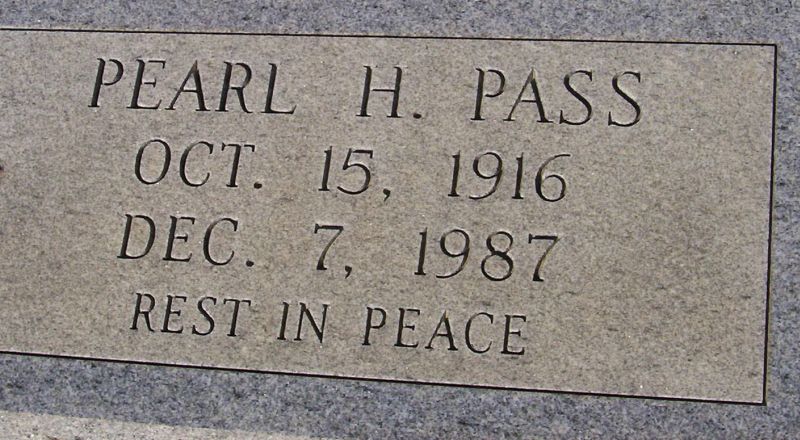 PEARL H. PASS
OCT. 15, 1916
DEC. 7, 1987
REST IN PEACE